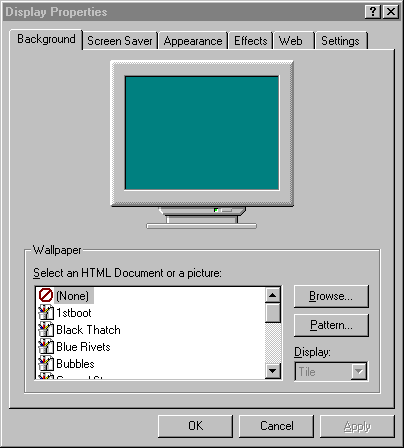 Display Properties
Background Screen Saver Appearance Effects Web Settings
Wallpaper
Select an HTML Document or a picture:
(None)
1stboot
Black Thatch
Blue Rivets
Bubbles
Browse...
Pattern...
Display:
Tile
OK Cancel Apply